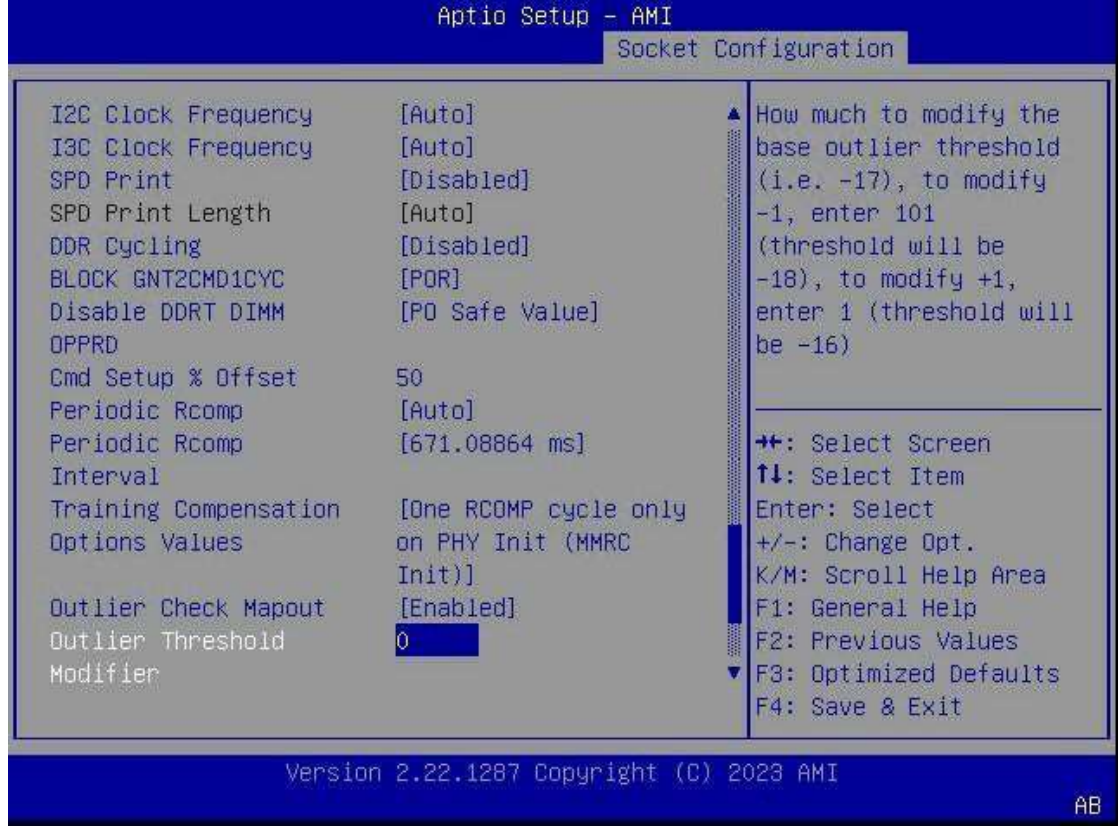 Aptio Setup – AMI
Socket Configuration
I2C Clock Frequency [Auto]
I3C Clock Frequency [Auto]
SPD Print [Disabled]
SPD Print Length [Auto]
DDR Cycling [Disabled]
BLOCK GNT2CMD1CYC [POR]
Disable DDRT DIMM [PO Safe Value]
OPPRD
Cmd Setup % Offset 50
Periodic Rcomp [Auto]
Periodic Rcomp [671.08864 ms]
Interval
Training Compensation [One RCOMP cycle only
Options Values on PHY Init (MMRC
Init)]
Outlier Check Mapout [Enabled]
Outlier Threshold 0
Modifier
How much to modify the
base outlier threshold
(i.e. -17), to modify
-1, enter 101
(threshold will be
-18), to modify +1,
enter 1 (threshold will
be -16)
→←: Select Screen
↑↓: Select Item
Enter: Select
+/-: Change Opt.
K/M: Scroll Help Area
F1: General Help
F2: Previous Values
F3: Optimized Defaults
F4: Save & Exit
Version 2.22.1287 Copyright (C) 2023 AMI
AB